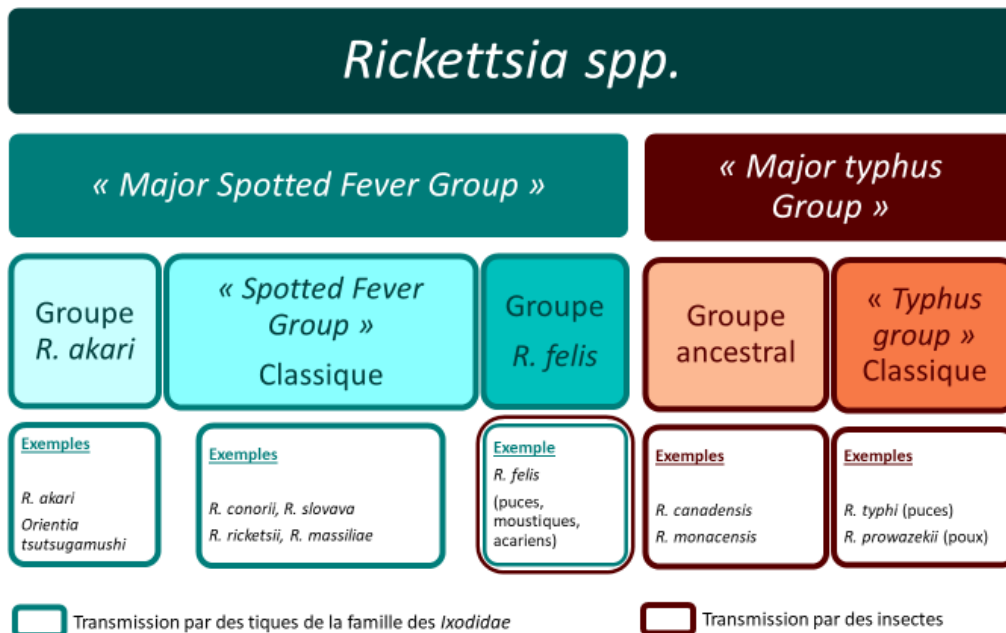 Rickettsia spp.
« Major Spotted Fever Group »
« Major typhus
Group »
Groupe
R. akari
« Spotted Fever
Group »
Classique
Groupe
R. felis
Groupe
ancestral
« Typhus
group »
Classique
Exemples
R. akari
Orientia
tsutsugamushi
Exemples
R. conorii, R. slovava
R. ricketsii, R. massiliae
Exemple
R. felis
(puces,
moustiques,
acariens)
Exemples
R. canadensis
R. monacensis
Exemples
R. typhi (puces)
R. prowazekii (poux)
Transmission par des tiques de la famille des Ixodidae
Transmission par des insectes